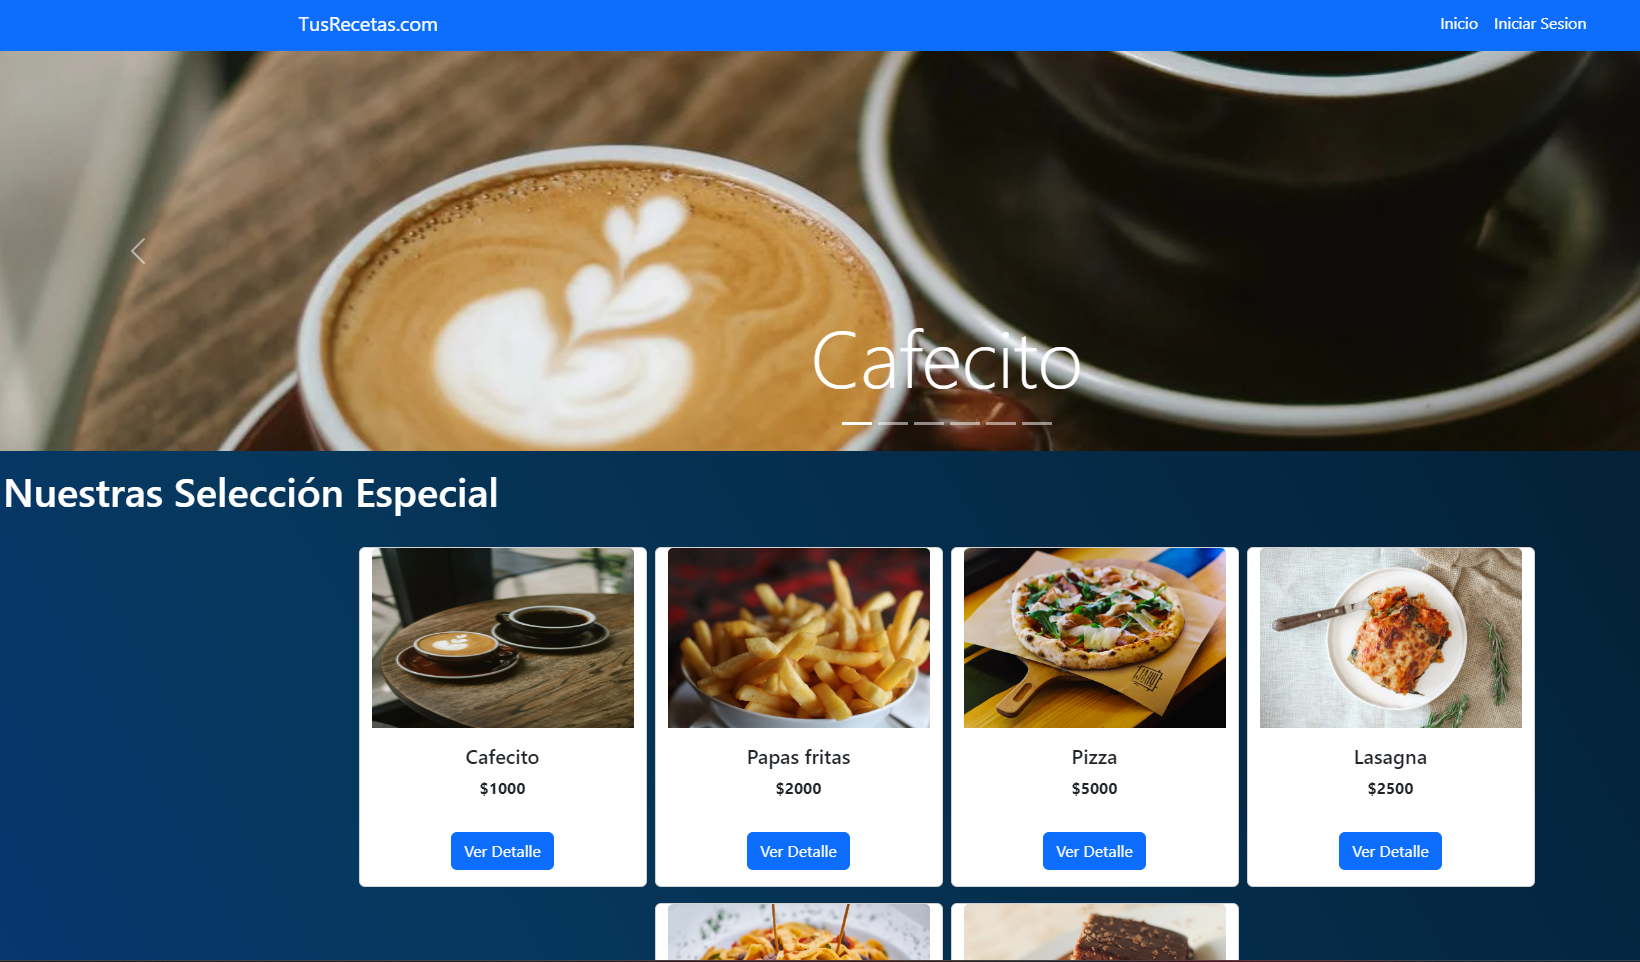 TusRecetas.com
Inicio
Iniciar Sesion
Cafecito
Nuestras Selección Especial
Cafecito
$1000
Ver Detalle
Papas fritas
$2000
Ver Detalle
Pizza
$5000
Ver Detalle
Lasagna
$2500
Ver Detalle